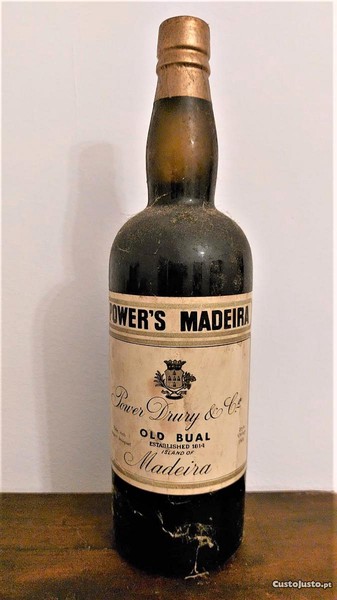 POWER'S MADEIRA
Power Drury & Co
OLD BUAL
ESTABLISHED 1814
ISLAND OF
Madeira
CustoJusto.pt